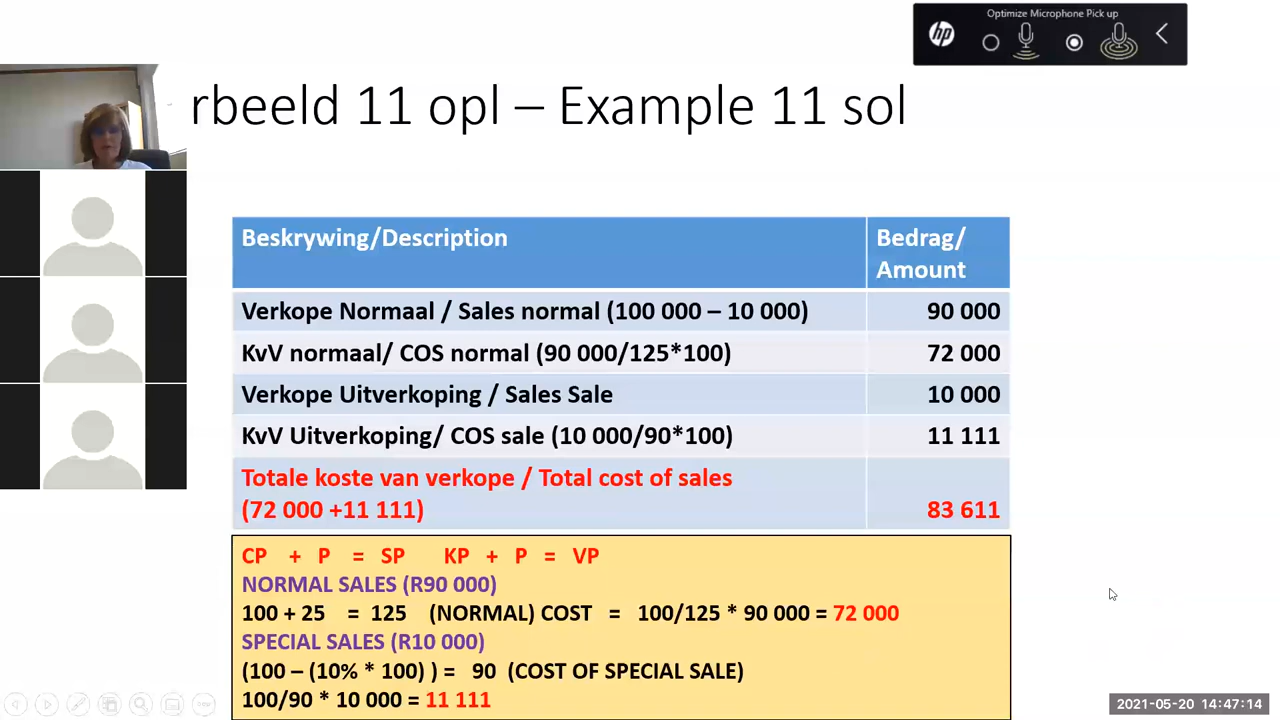 Optimize Microphone Pick up
hp
rbeeld 11 opl – Example 11 sol
Beskrywing/Description
Bedrag/
Amount
Verkope Normaal / Sales normal (100 000 – 10 000)
90 000
KvV normaal/ COS normal (90 000/125*100)
72 000
Verkope Uitverkoping / Sales Sale
10 000
KvV Uitverkoping/ COS sale (10 000/90*100)
11 111
Totale koste van verkope / Total cost of sales
(72 000 +11 111)
83 611
CP + P = SP KP + P = VP
NORMAL SALES (R90 000)
100 + 25 = 125 (NORMAL) COST = 100/125 * 90 000 = 72 000
SPECIAL SALES (R10 000)
(100 – (10% * 100) ) = 90 (COST OF SPECIAL SALE)
100/90 * 10 000 = 11 111
2021-05-20 14:47:14